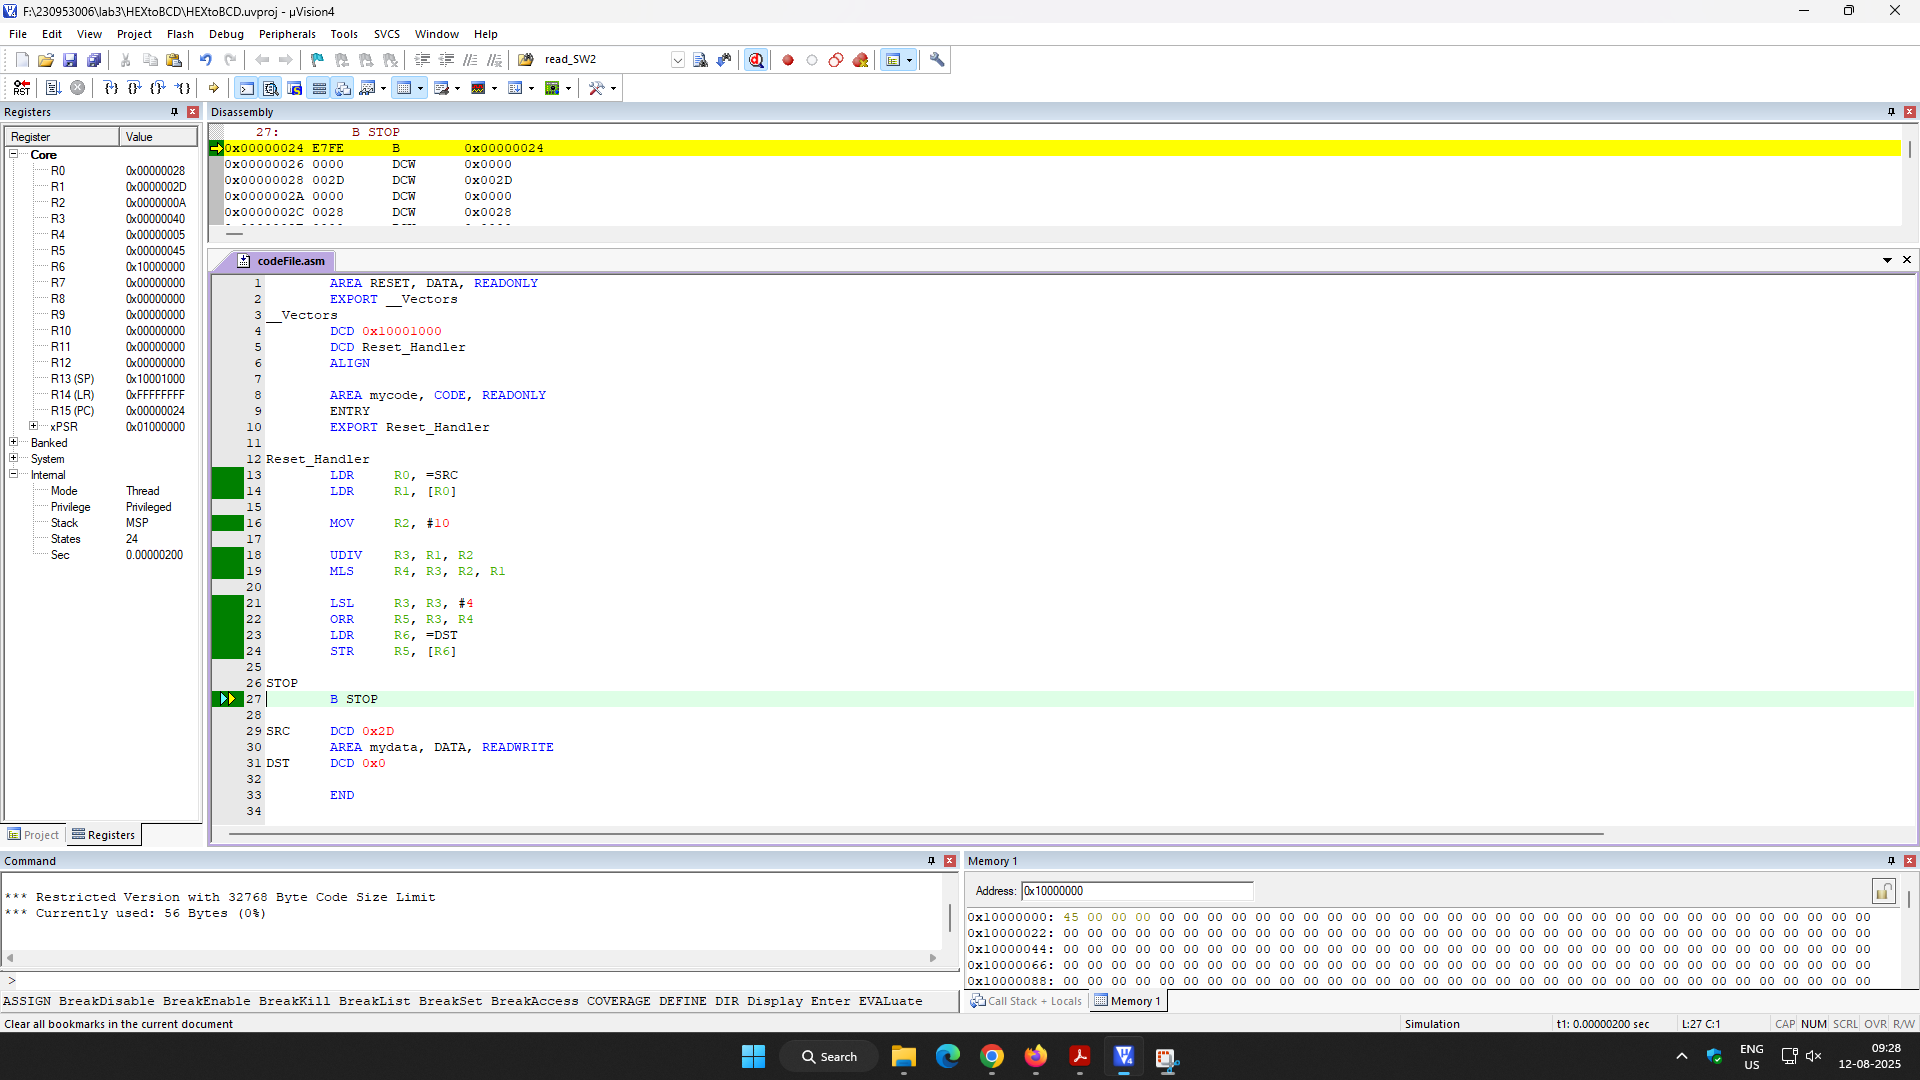 F:\230953006\lab3\HEXtoBCD\HEXtoBCD.uvproj - µVision4
File Edit View Project Flash Debug Peripherals Tools SVCS Window Help
read_SW2
Registers
Register Value
Core
R0 0x00000028
R1 0x0000002D
R2 0x0000000A
R3 0x00000040
R4 0x00000005
R5 0x00000045
R6 0x10000000
R7 0x00000000
R8 0x00000000
R9 0x00000000
R10 0x00000000
R11 0x00000000
R12 0x00000000
R13 (SP) 0x10001000
R14 (LR) 0xFFFFFFFF
R15 (PC) 0x00000024
xPSR 0x01000000
Banked
System
Internal
Mode Thread
Privilege Privileged
Stack MSP
States 24
Sec 0.00000200
Project Registers
Disassembly
27: B STOP
0x00000024 E7FE B 0x00000024
0x00000026 0000 DCW 0x0000
0x00000028 002D DCW 0x002D
0x0000002A 0000 DCW 0x0000
0x0000002C 0028 DCW 0x0028
codeFile.asm
1 AREA RESET, DATA, READONLY
2 EXPORT __Vectors
3 __Vectors
4 DCD 0x10001000
5 DCD Reset_Handler
6 ALIGN
7
8 AREA mycode, CODE, READONLY
9 ENTRY
10 EXPORT Reset_Handler
11
12 Reset_Handler
13 LDR R0, =SRC
14 LDR R1, [R0]
15
16 MOV R2, #10
17
18 UDIV R3, R1, R2
19 MLS R4, R3, R2, R1
20
21 LSL R3, R3, #4
22 ORR R5, R3, R4
23 LDR R6, =DST
24 STR R5, [R6]
25
26 STOP
27 B STOP
28
29 SRC DCD 0x2D
30 AREA mydata, DATA, READWRITE
31 DST DCD 0x0
32
33 END
34
Command
*** Restricted Version with 32768 Byte Code Size Limit
*** Currently used: 56 Bytes (0%)
>
ASSIGN BreakDisable BreakEnable BreakKill BreakList BreakSet BreakAccess COVERAGE DEFINE DIR Display Enter EVALuate
Memory 1
Address: 0x10000000
0x10000000: 45 00 00 00 00 00 00 00 00 00 00 00 00 00 00 00 00 00 00 00 00 00 00 00 00 00 00 00 00 00 00 00 00 00
0x10000022: 00 00 00 00 00 00 00 00 00 00 00 00 00 00 00 00 00 00 00 00 00 00 00 00 00 00 00 00 00 00 00 00 00 00
0x10000044: 00 00 00 00 00 00 00 00 00 00 00 00 00 00 00 00 00 00 00 00 00 00 00 00 00 00 00 00 00 00 00 00 00 00
0x10000066: 00 00 00 00 00 00 00 00 00 00 00 00 00 00 00 00 00 00 00 00 00 00 00 00 00 00 00 00 00 00 00 00 00 00
0x10000088: 00 00 00 00 00 00 00 00 00 00 00 00 00 00 00 00 00 00 00 00 00 00 00 00 00 00 00 00 00 00 00 00 00 00
Call Stack + Locals Memory 1
Clear all bookmarks in the current document Simulation t1: 0.00000200 sec L:27 C:1 CAP NUM SCRL OVR R/W
Search
ENG
US
09:28
12-08-2025